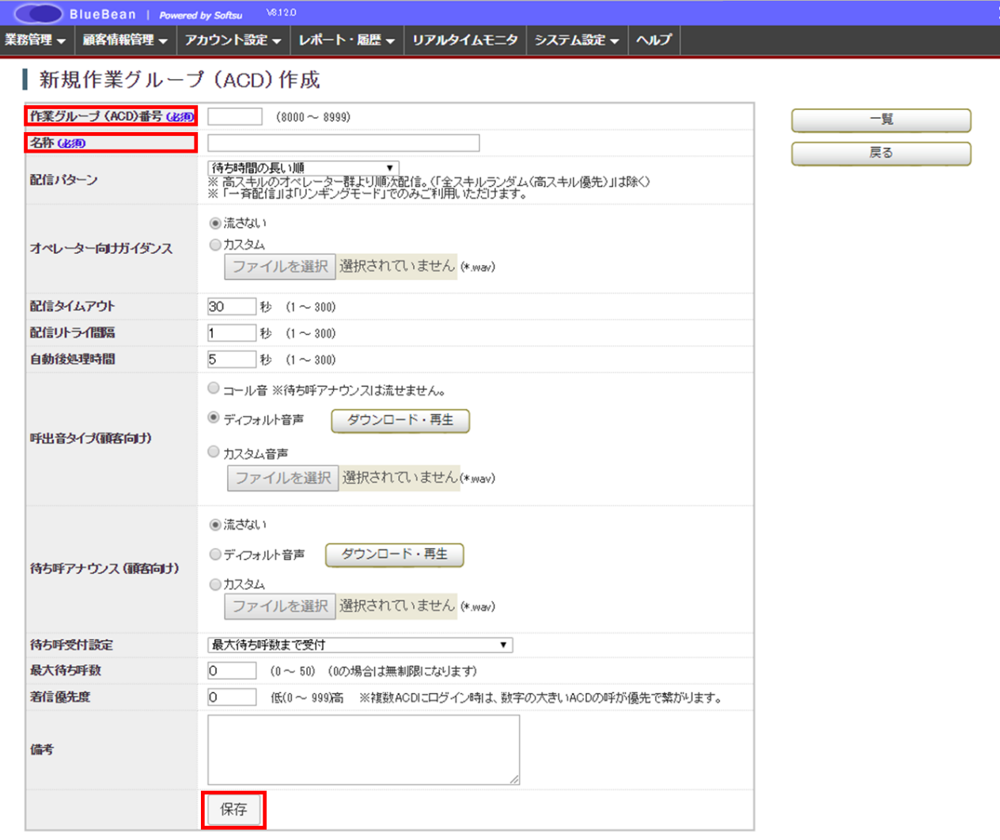 BlueBean | Powered by Softsu V8.12.0
業務管理 ▼ 顧客情報管理 ▼ アカウント設定 ▼ レポート・履歴 ▼ リアルタイムモニタ システム設定 ▼ ヘルプ
新規作業グループ (ACD) 作成
作業グループ (ACD)番号 (必須) (8000 ～ 8999)
一覧
名称 (必須)
戻る
配信パターン 待ち時間の長い順 ▼
※ 高スキルのオペレーター群より順次配信。(「全スキルランダム(高スキル優先)」は除く)
※ 「一斉配信」は「リンギングモード」でのみご利用いただけます。
オペレーター向けガイダンス 流さない
カスタム
ファイルを選択 選択されていません (*.wav)
配信タイムアウト 30 秒 (1 ～ 300)
配信リトライ間隔 1 秒 (1 ～ 300)
自動後処理時間 5 秒 (1 ～ 300)
呼出音タイプ(顧客向け) コール音 ※待ち呼アナウンスは流せません。
ディフォルト音声 ダウンロード・再生
カスタム音声
ファイルを選択 選択されていません (*.wav)
待ち呼アナウンス (顧客向け) 流さない
ディフォルト音声 ダウンロード・再生
カスタム
ファイルを選択 選択されていません (*.wav)
待ち呼受付設定 最大待ち呼数まで受付 ▼
最大待ち呼数 0 (0 ～ 50) (0の場合は無制限になります)
着信優先度 0 低(0 ～ 999)高 ※複数ACDにログイン時は、数字の大きいACDの呼が優先で繋がります。
備考
保存